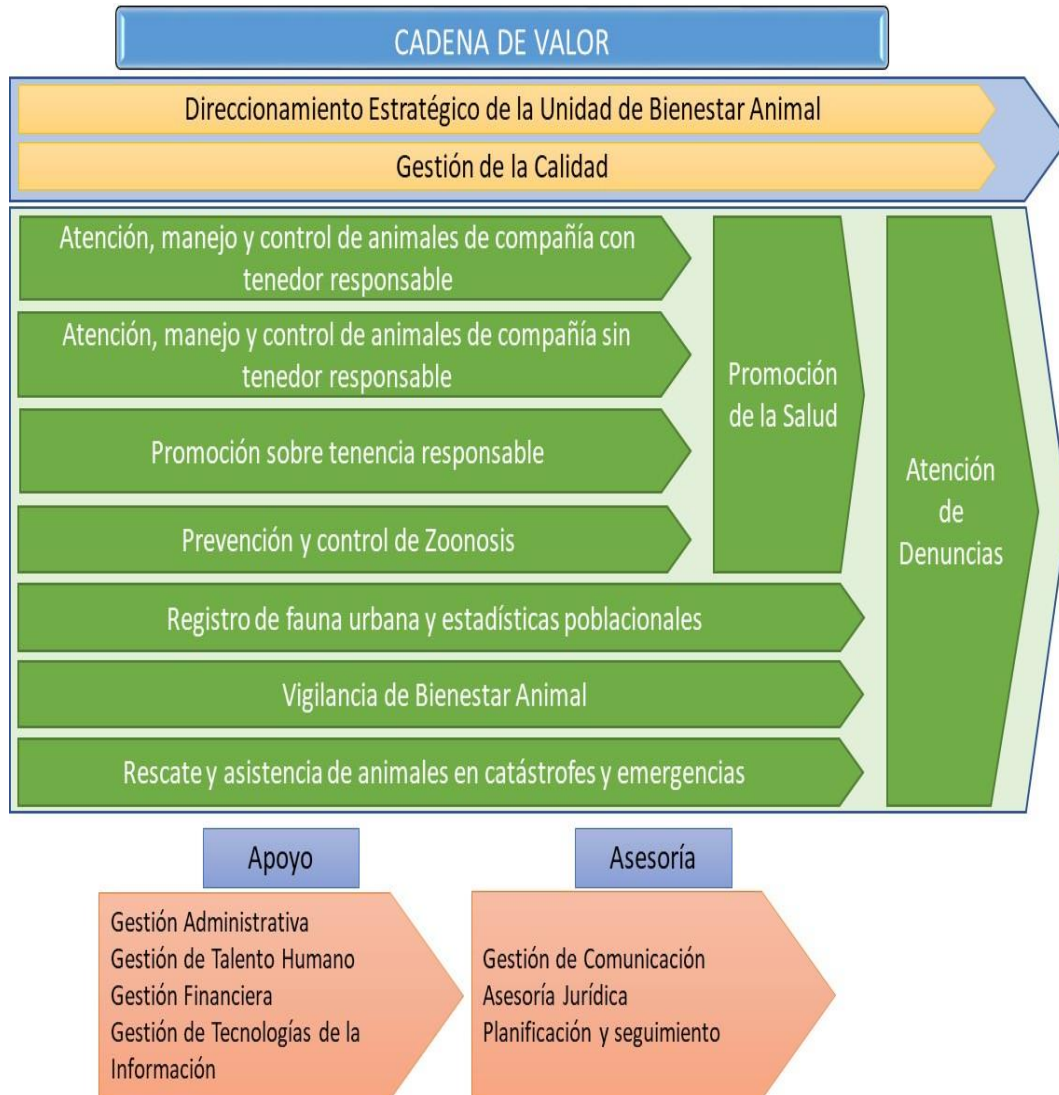 CADENA DE VALOR
Direccionamiento Estratégico de la Unidad de Bienestar Animal
Gestión de la Calidad
Atención, manejo y control de animales de compañía con
tenedor responsable
Atención, manejo y control de animales de compañía sin
tenedor responsable
Promoción sobre tenencia responsable
Prevención y control de Zoonosis
Promoción
de la Salud
Registro de fauna urbana y estadísticas poblacionales
Vigilancia de Bienestar Animal
Rescate y asistencia de animales en catástrofes y emergencias
Atención
de
Denuncias
Apoyo
Gestión Administrativa
Gestión de Talento Humano
Gestión Financiera
Gestión de Tecnologías de la
Información
Asesoría
Gestión de Comunicación
Asesoría Jurídica
Planificación y seguimiento